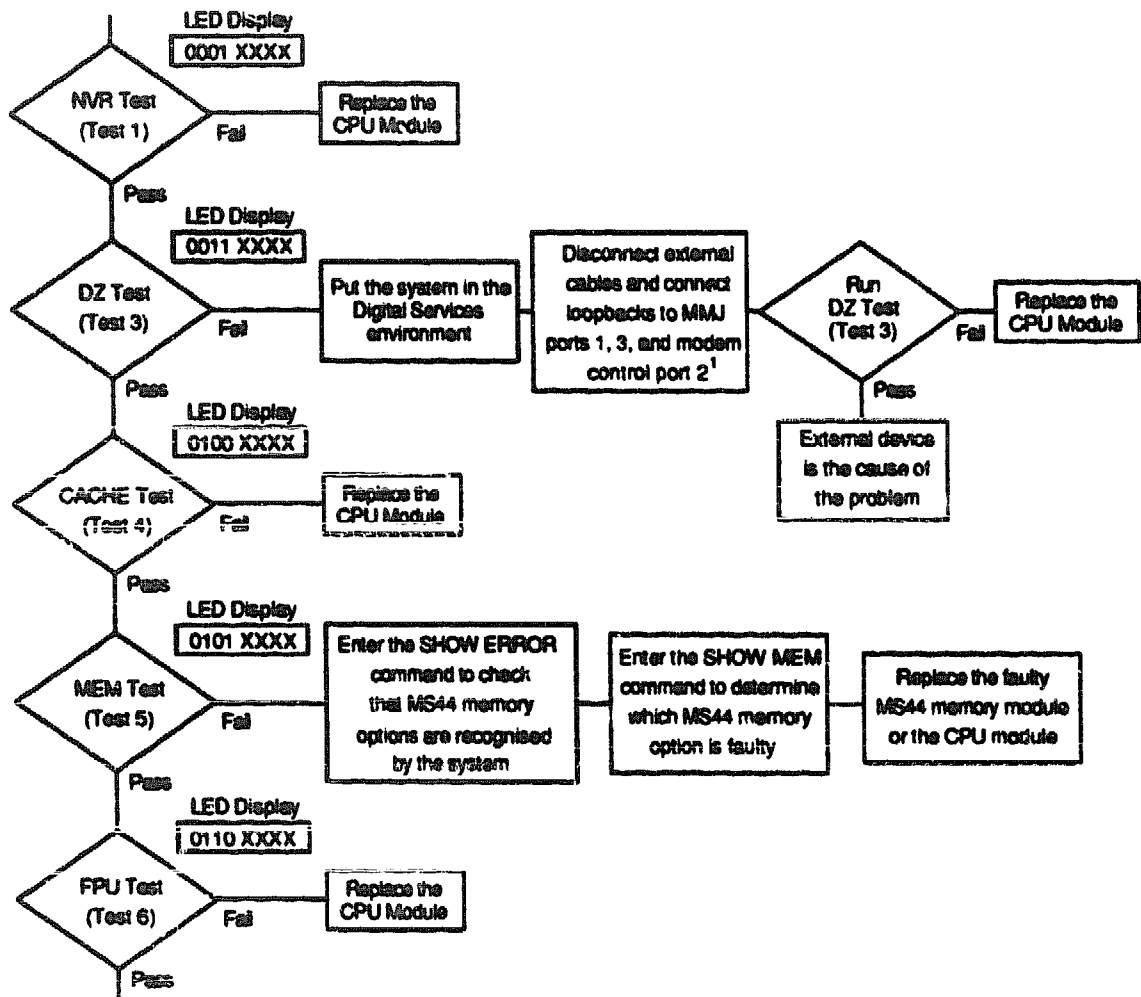 LED Display
0001 XXXX
NVR Test
(Test 1)
Fail
Replace the
CPU Module
Pass
LED Display
0011 XXXX
DZ Test
(Test 3)
Fail
Put the system in the
Digital Services
environment
Disconnect external
cables and connect
loopbacks to MMJ
ports 1, 3, and modem
control port 2¹
Run
DZ Test
(Test 3)
Fail
Replace the
CPU Module
Pass
External device
is the cause of
the problem
Pass
LED Display
0100 XXXX
CACHE Test
(Test 4)
Fail
Replace the
CPU Module
Pass
LED Display
0101 XXXX
MEM Test
(Test 5)
Fail
Enter the SHOW ERROR
command to check
that MS44 memory
options are recognised
by the system
Enter the SHOW MEM
command to determine
which MS44 memory
option is faulty
Replace the faulty
MS44 memory module
or the CPU module
Pass
LED Display
0110 XXXX
FPU Test
(Test 6)
Fail
Replace the
CPU Module
Pass